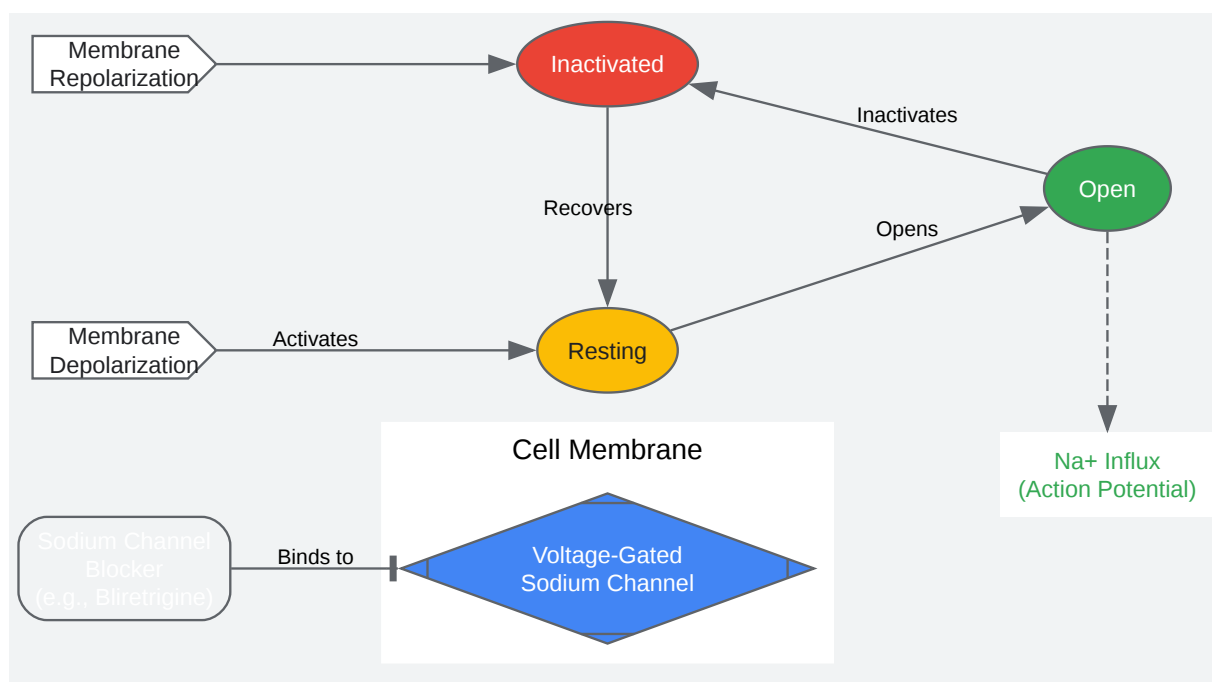 Membrane
Repolarization
Inactivated
Inactivates
Open
Recovers
Opens
Membrane
Depolarization
Activates
Resting
Cell Membrane
Na+ Influx
(Action Potential)
Sodium Channel
Blocker
(e.g., Bliretrigine)
Binds to
Voltage-Gated
Sodium Channel